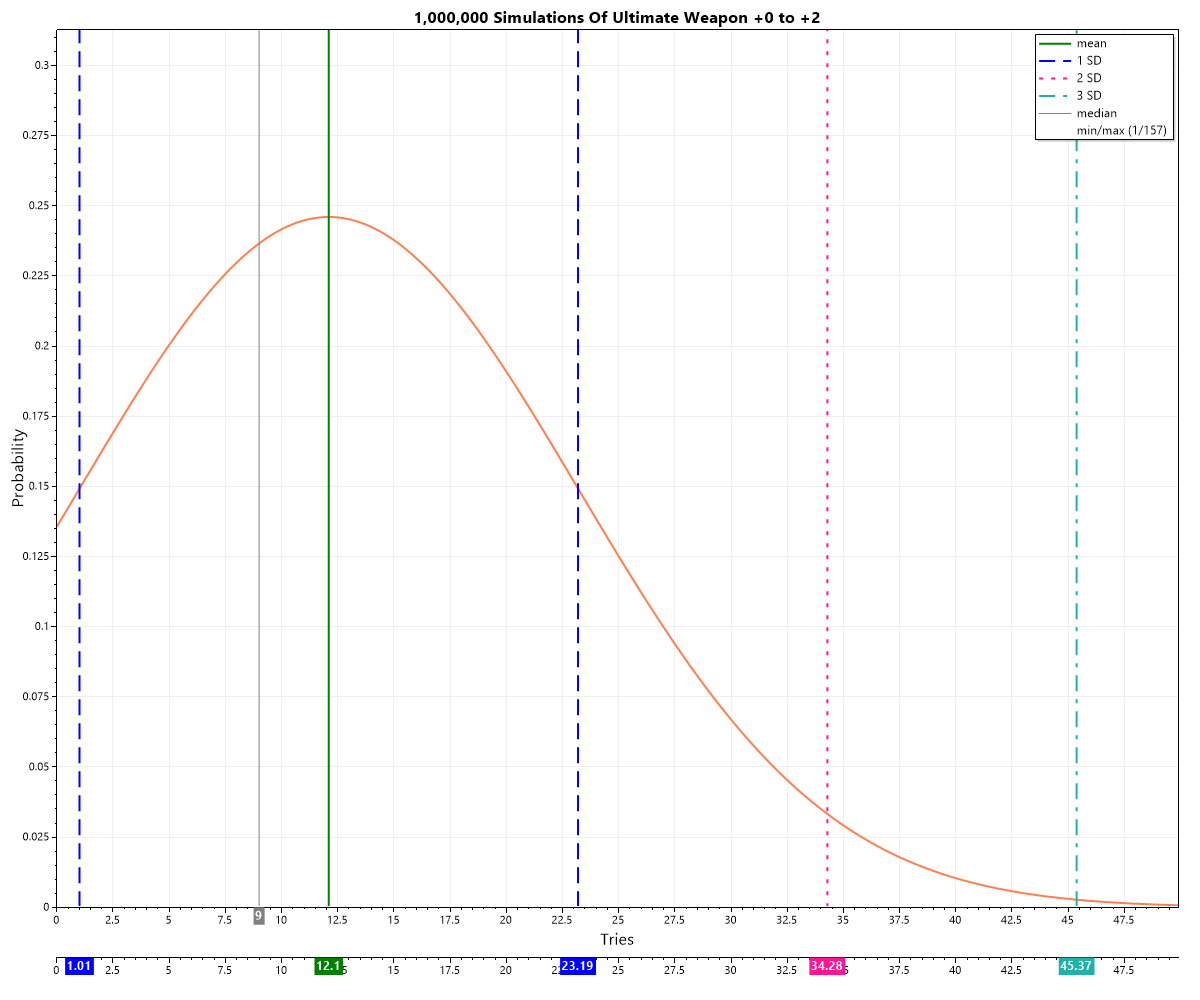 1,000,000 Simulations Of Ultimate Weapon +0 to +2
mean
1 SD
2 SD
3 SD
median
min/max (1/157)
Probability
0.3
0.275
0.25
0.225
0.2
0.175
0.15
0.125
0.1
0.075
0.05
0.025
0
0 2.5 5 7.5 9 10 12.5 15 17.5 20 22.5 25 27.5 30 32.5 35 37.5 40 42.5 45 47.5
Tries
0 1.01 2.5 5 7.5 10 12.1 15 17.5 20 23.19 25 27.5 30 32.5 34.28 37.5 40 42.5 45.37 47.5